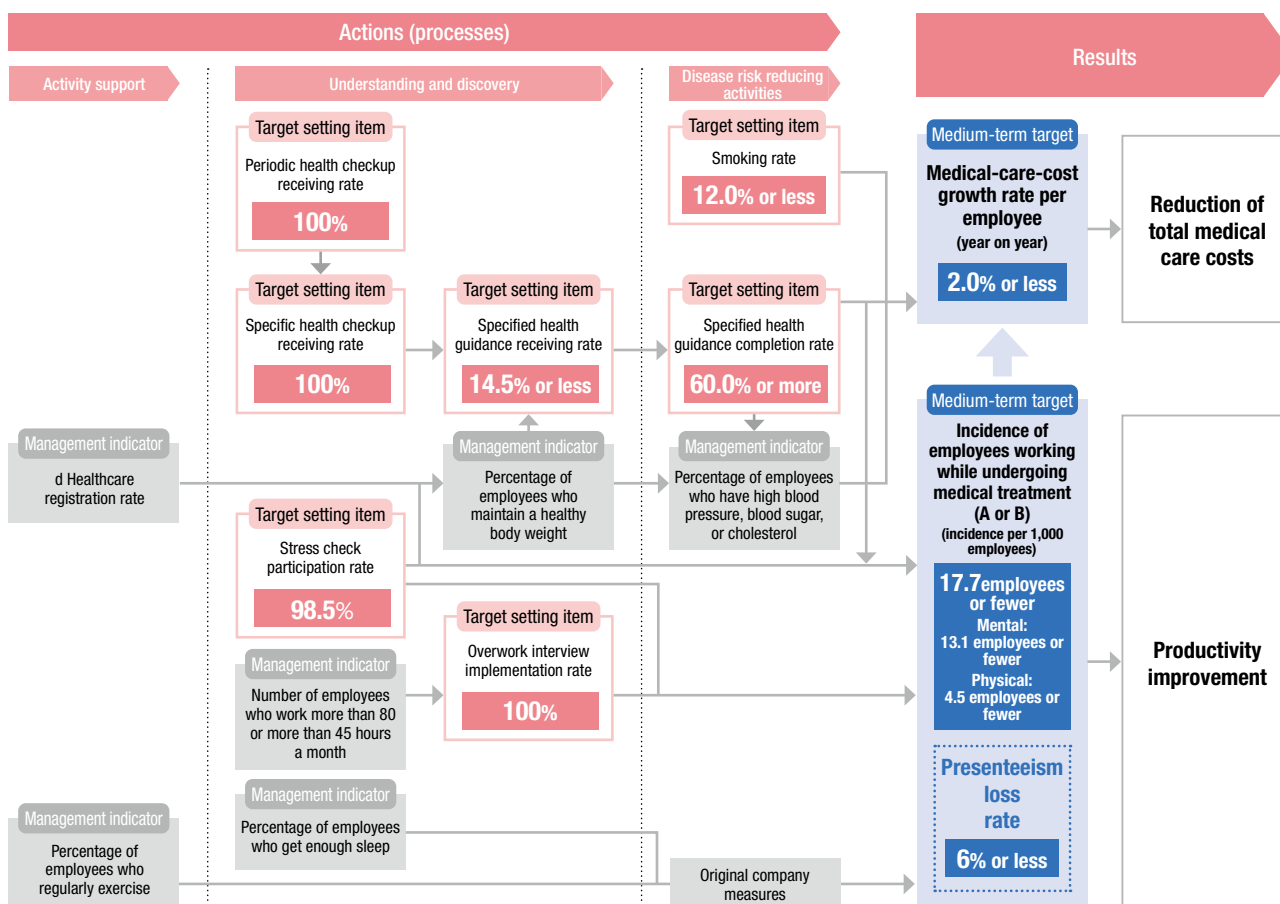 Actions (processes)
Results
Activity support
Understanding and discovery
Disease risk reducing
activities
Target setting item
Periodic health checkup
receiving rate
100%
Target setting item
Smoking rate
12.0% or less
Target setting item
Specific health checkup
receiving rate
100%
Target setting item
Specified health
guidance receiving rate
14.5% or less
Target setting item
Specified health
guidance completion rate
60.0% or more
Management indicator
d Healthcare
registration rate
Management indicator
Percentage of
employees who
maintain a healthy
body weight
Management indicator
Percentage of employees
who have high blood
pressure, blood sugar,
or cholesterol
Target setting item
Stress check
participation rate
98.5%
Target setting item
Overwork interview
implementation rate
100%
Management indicator
Number of employees
who work more than 80
or more than 45 hours
a month
Management indicator
Percentage of employees
who get enough sleep
Management indicator
Percentage of
employees who
regularly exercise
Original company
measures
Medium-term target
Medical-care-cost
growth rate per
employee
(year on year)
2.0% or less
Reduction of
total medical
care costs
Medium-term target
Incidence of
employees working
while undergoing
medical treatment
(A or B)
(incidence per 1,000
employees)
17.7employees
or fewer
Mental:
13.1 employees or
fewer
Physical:
4.5 employees or
fewer
Presenteeism
loss
rate
6% or less
Productivity
improvement